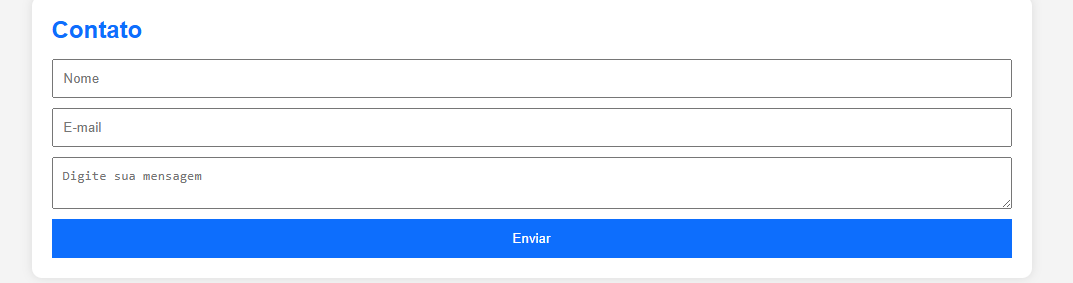 Contato
Nome
E-mail
Digite sua mensagem
Enviar